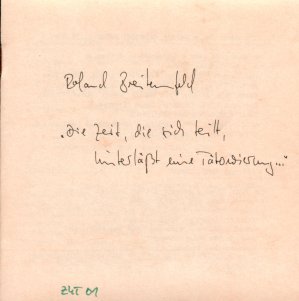 Roland Breitenfeld
„Die Zeit, die sich teilt,
hinterläßt eine Tätowierung..."
Z4T 01